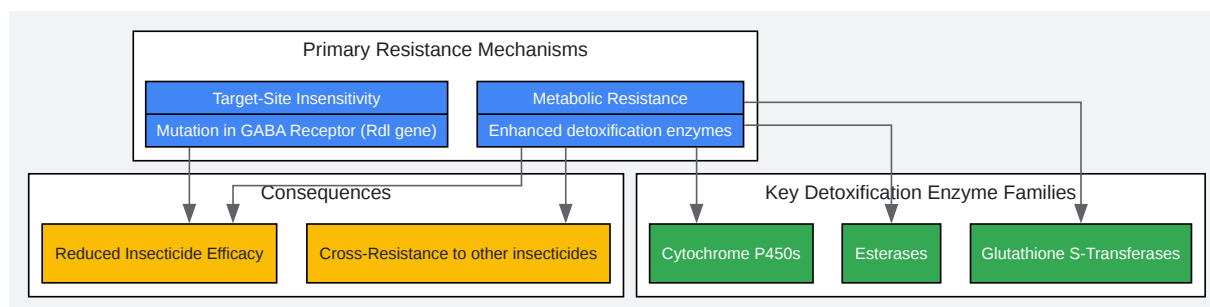 Primary Resistance Mechanisms
Target-Site Insensitivity
Mutation in GABA Receptor (Rdl gene)
Metabolic Resistance
Enhanced detoxification enzymes
Consequences
Reduced Insecticide Efficacy
Cross-Resistance to other insecticides
Key Detoxification Enzyme Families
Cytochrome P450s
Esterases
Glutathione S-Transferases